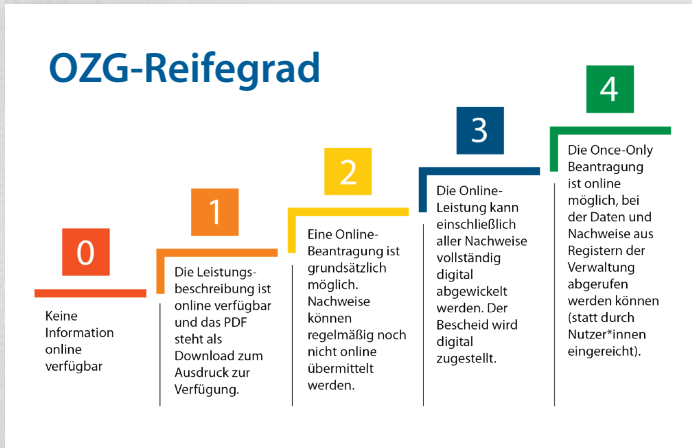 OZG-Reifegrad
0
Keine
Information
online
verfügbar
1
Die Leistungs-
beschreibung ist
online verfügbar
und das PDF
steht als
Download zum
Ausdruck zur
Verfügung.
2
Eine Online-
Beantragung ist
grundsätzlich
möglich.
Nachweise
können
regelmäßig noch
nicht online
übermittelt
werden.
3
Die Online-
Leistung kann
einschließlich
aller Nachweise
vollständig
digital
abgewickelt
werden. Der
Bescheid wird
digital
zugestellt.
4
Die Once-Only
Beantragung
ist online
möglich, bei
der Daten und
Nachweise aus
Registern der
Verwaltung
abgerufen
werden können
(statt durch
Nutzer*innen
eingereicht).